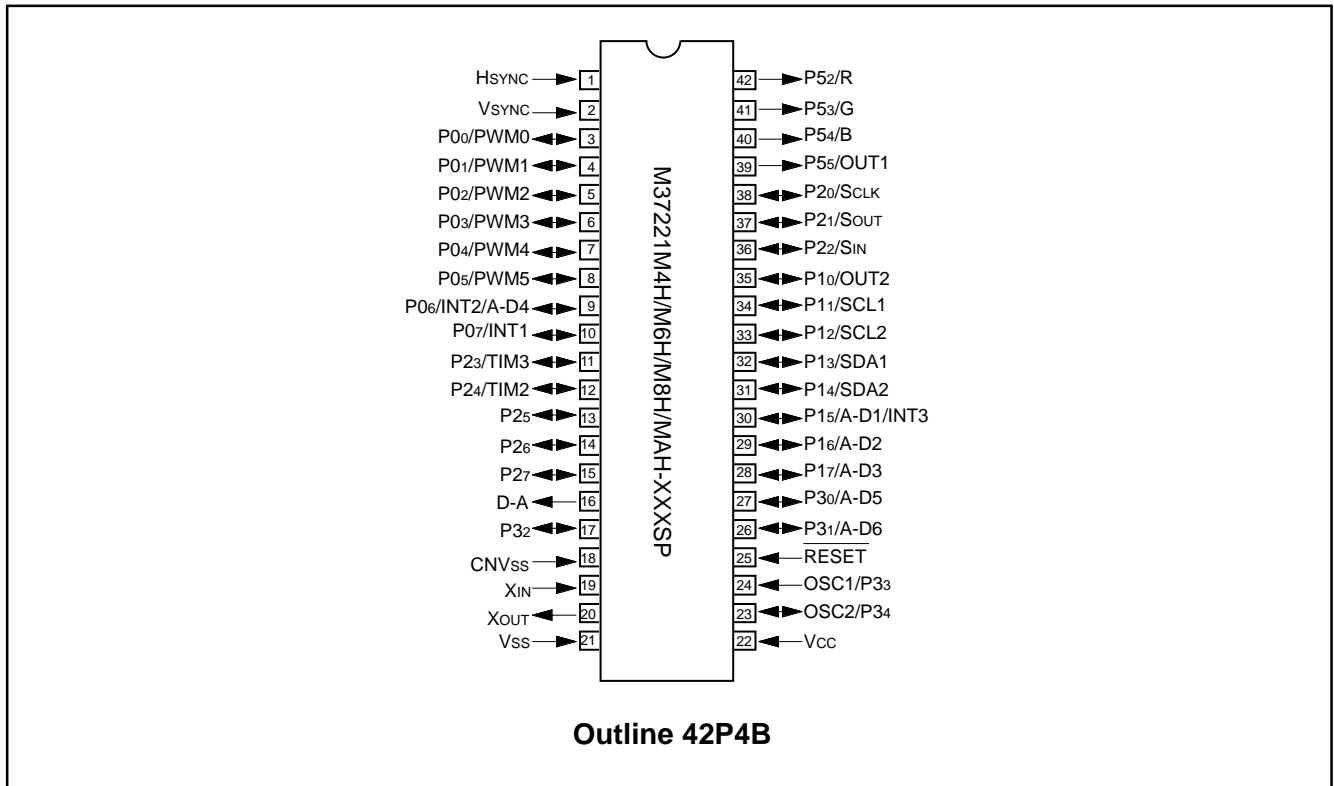 HSYNC 1
VSYNC 2
P00/PWM0 3
P01/PWM1 4
P02/PWM2 5
P03/PWM3 6
P04/PWM4 7
P05/PWM5 8
P06/INT2/A-D4 9
P07/INT1 10
P23/TIM3 11
P24/TIM2 12
P25 13
P26 14
P27 15
D-A 16
P32 17
CNVSS 18
XIN 19
XOUT 20
VSS 21
M37221M4H/M6H/M8H/MAH-XXXSP
42 P52/R
41 P53/G
40 P54/B
39 P55/OUT1
38 P20/SCLK
37 P21/SOUT
36 P22/SIN
35 P10/OUT2
34 P11/SCL1
33 P12/SCL2
32 P13/SDA1
31 P14/SDA2
30 P15/A-D1/INT3
29 P16/A-D2
28 P17/A-D3
27 P30/A-D5
26 P31/A-D6
25 RESET
24 OSC1/P33
23 OSC2/P34
22 VCC
Outline 42P4B